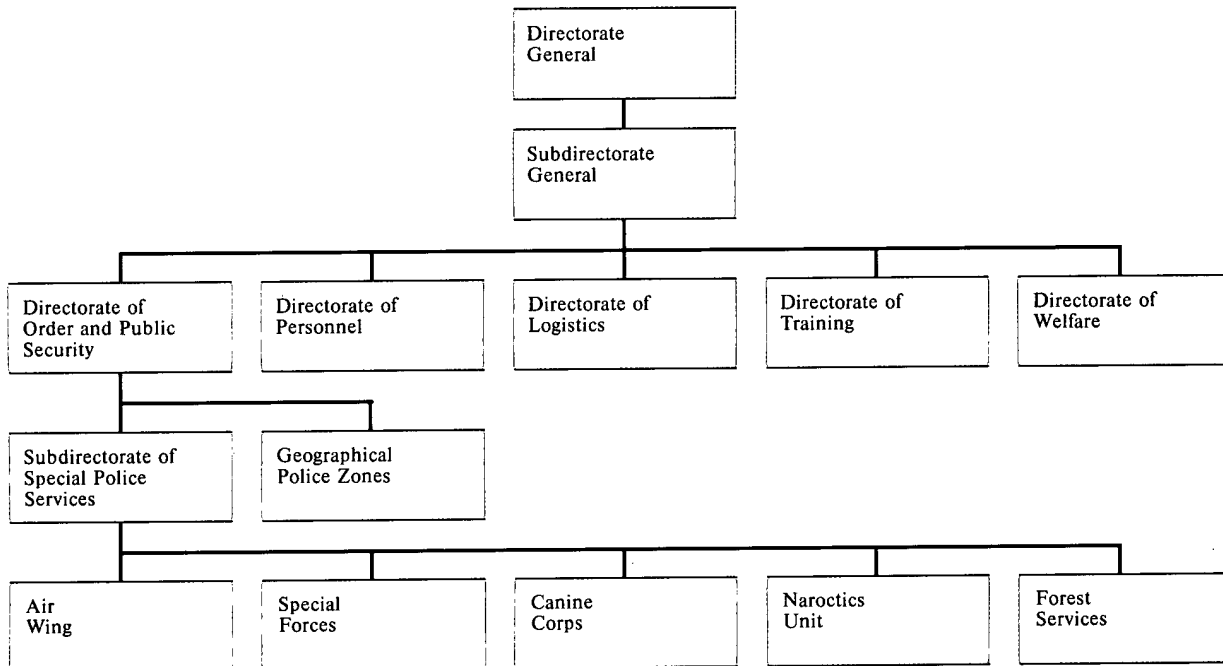 Directorate
General
Subdirectorate
General
Directorate of
Order and Public
Security
Directorate of
Personnel
Directorate of
Logistics
Directorate of
Training
Directorate of
Welfare
Subdirectorate of
Special Police
Services
Geographical
Police Zones
Air
Wing
Special
Forces
Canine
Corps
Naroctics
Unit
Forest
Services